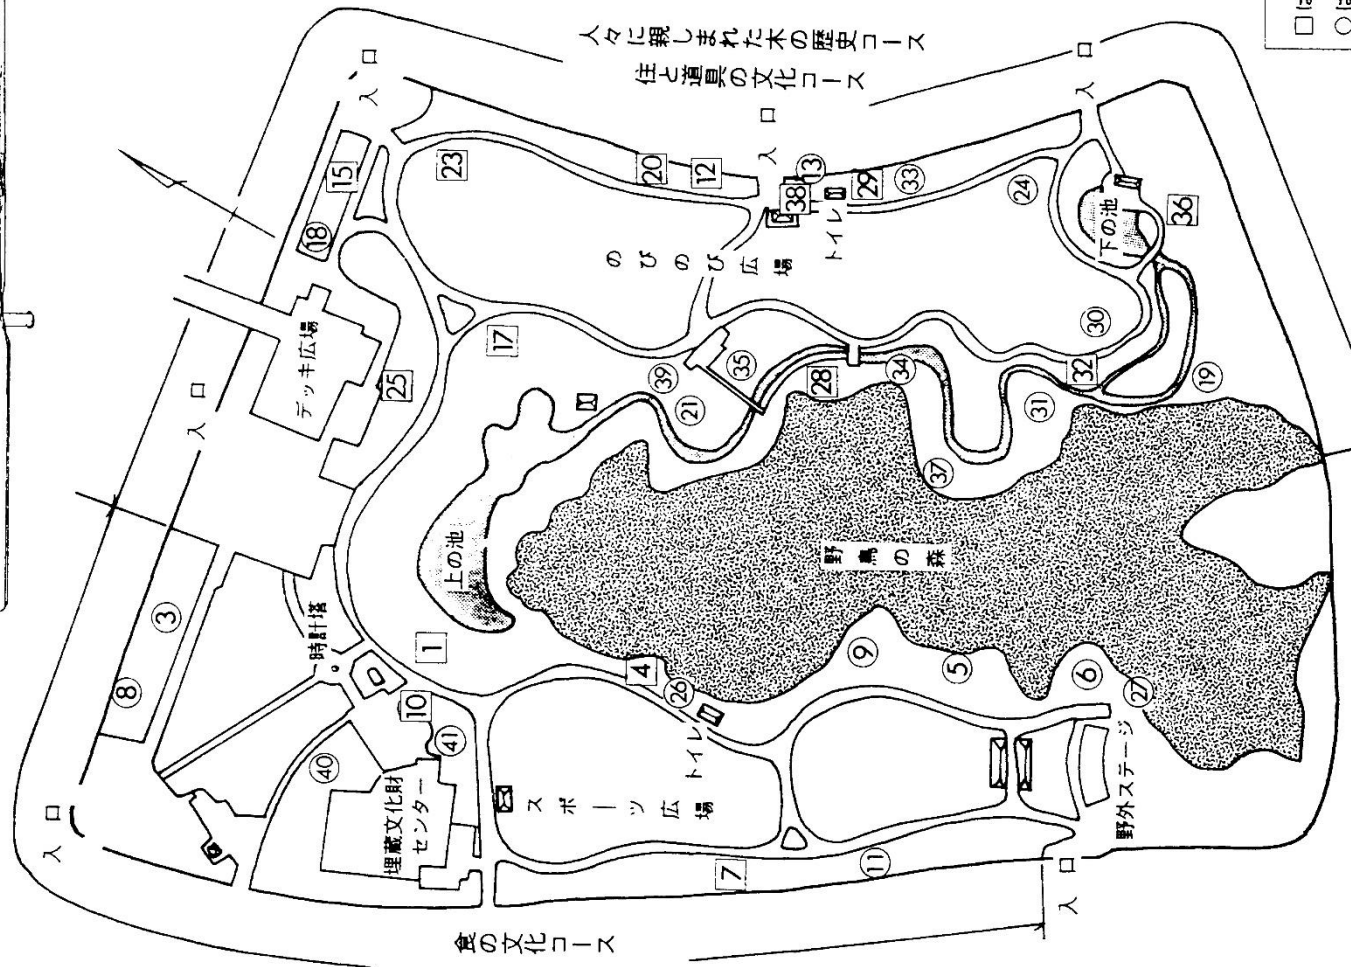 人々に親しまれた木の歴史コース
住と道具の文化コース
□は
○は
入口
入口
入口
入口
入口
入口
15
18
23
20
12
13
38
29
33
24
トイレ
のびのび広場
下の池
36
デッキ広場
25
17
39
35
21
28
34
30
32
31
19
37
上の池
野鳥の森
3
8
時計塔
1
10
4
26
9
5
6
27
40
41
トイレ
埋蔵文化財
センター
スポーツ広場
野外ステージ
7
11
食の文化コース